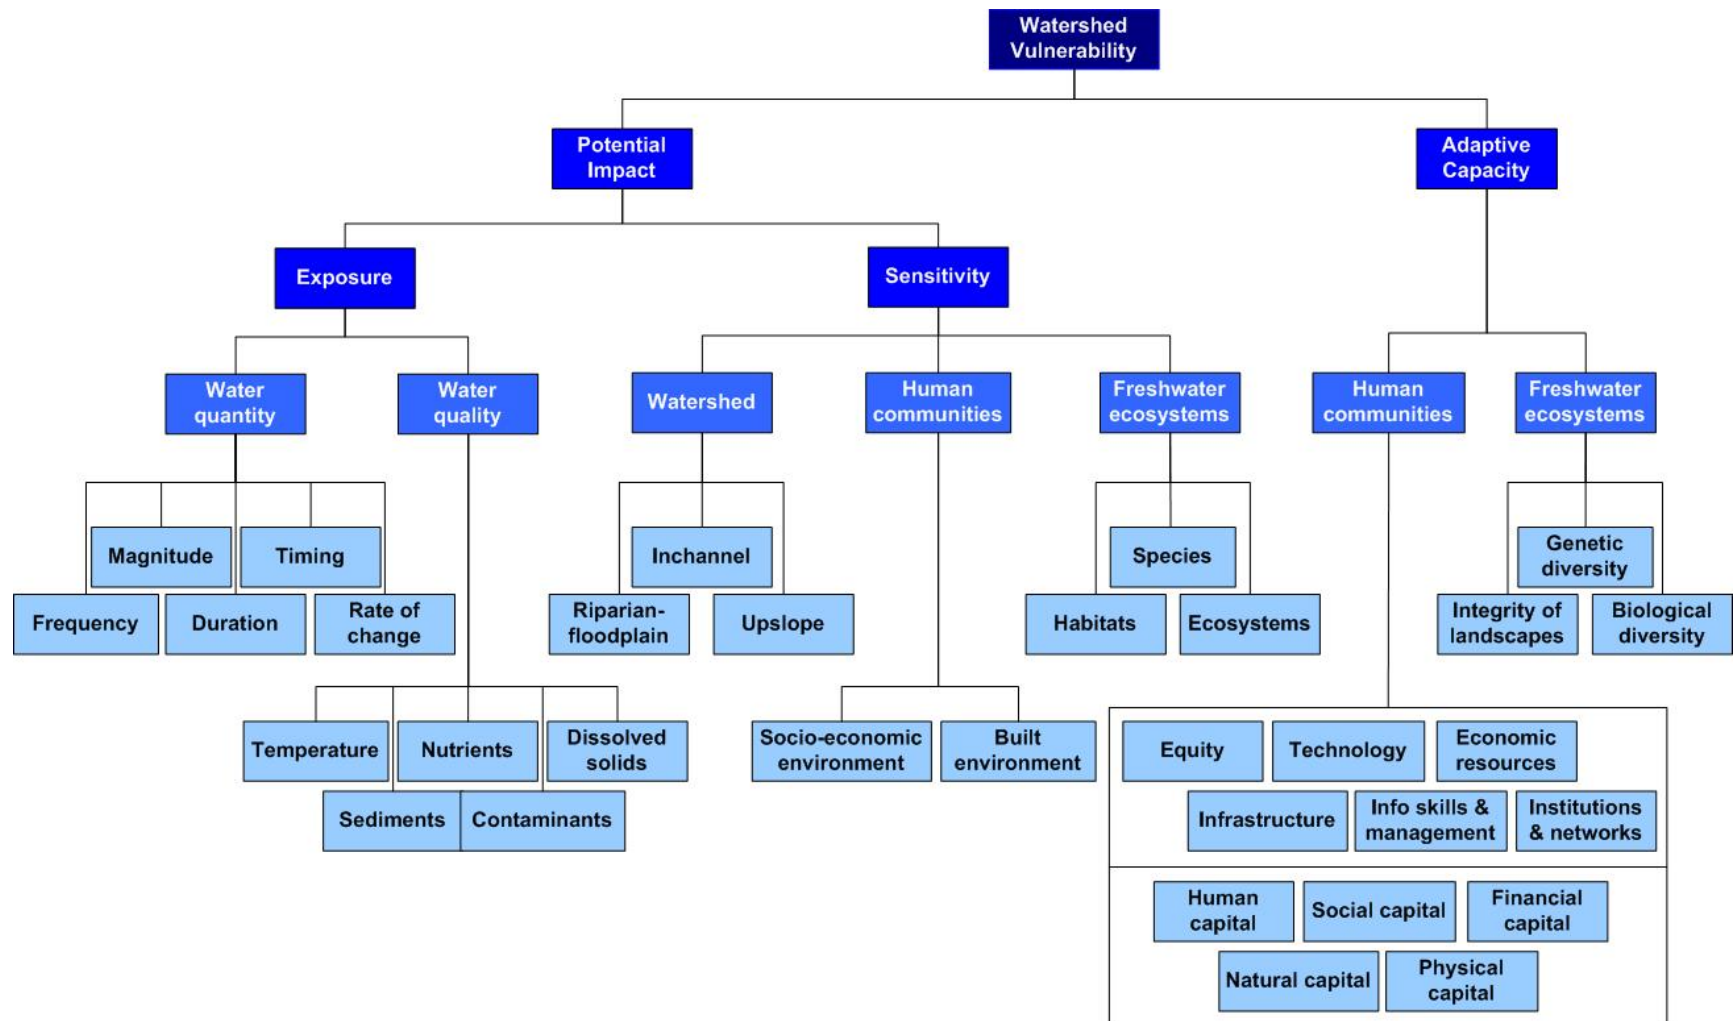 Watershed
Vulnerability
Potential
Impact
Adaptive
Capacity
Exposure
Sensitivity
Water
quantity
Water
quality
Watershed
Human
communities
Freshwater
ecosystems
Human
communities
Freshwater
ecosystems
Magnitude
Timing
Frequency
Duration
Rate of
change
Inchannel
Riparian-
floodplain
Upslope
Species
Habitats
Ecosystems
Genetic
diversity
Integrity of
landscapes
Biological
diversity
Temperature
Nutrients
Dissolved
solids
Sediments
Contaminants
Socio-economic
environment
Built
environment
Equity
Technology
Economic
resources
Infrastructure
Info skills &
management
Institutions
& networks
Human
capital
Social capital
Financial
capital
Natural capital
Physical
capital